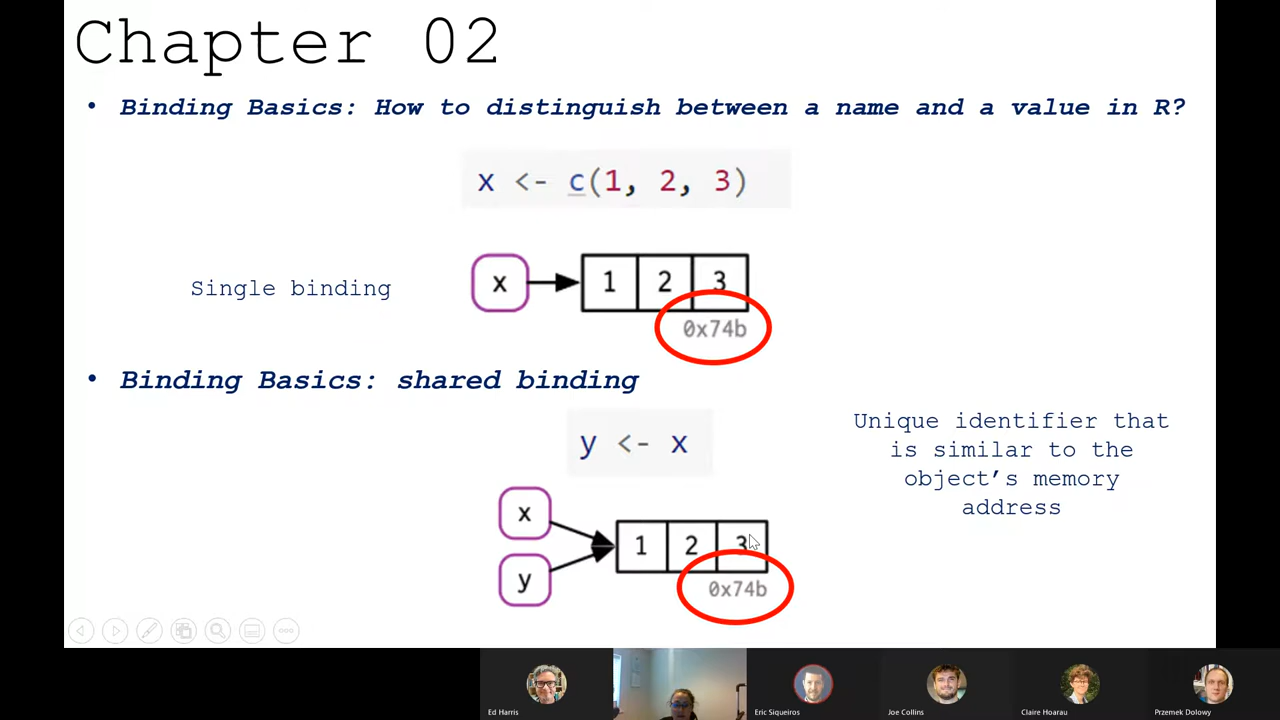 Chapter 02
• Binding Basics: How to distinguish between a name and a value in R?
x <- c(1, 2, 3)
Single binding
x
1 2 3
0x74b
• Binding Basics: shared binding
y <- x
Unique identifier that
is similar to the
object’s memory
address
x
y
1 2 3
0x74b
Ed Harris
Eric Siqueiros
Joe Collins
Claire Hoarau
Przemek Dolowy